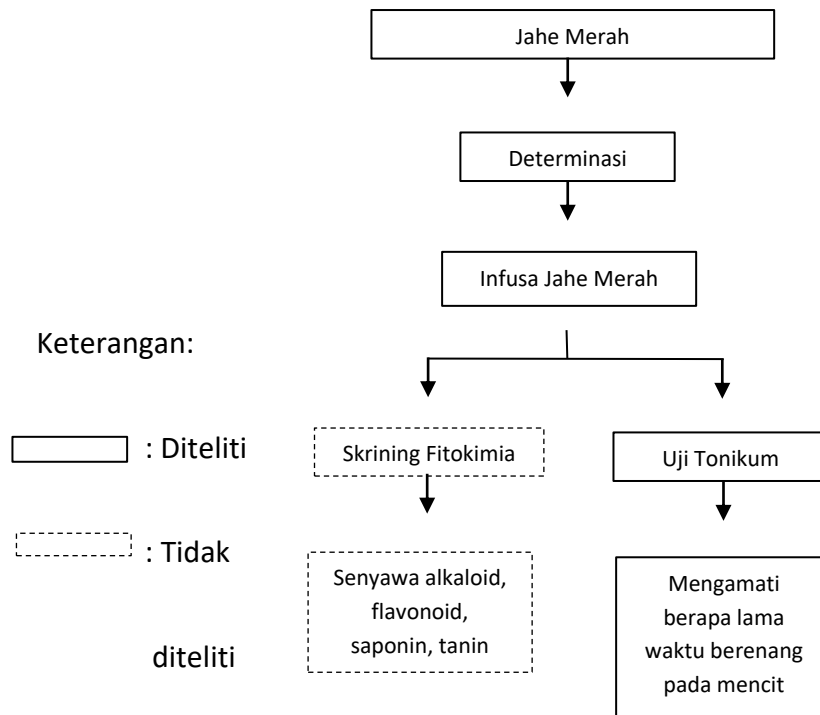 Jahe Merah
Determinasi
Infusa Jahe Merah
Keterangan:
: Diteliti
Skrining Fitokimia
Uji Tonikum
: Tidak
diteliti
Senyawa alkaloid,
flavonoid,
saponin, tanin
Mengamati
berapa lama
waktu berenang
pada mencit